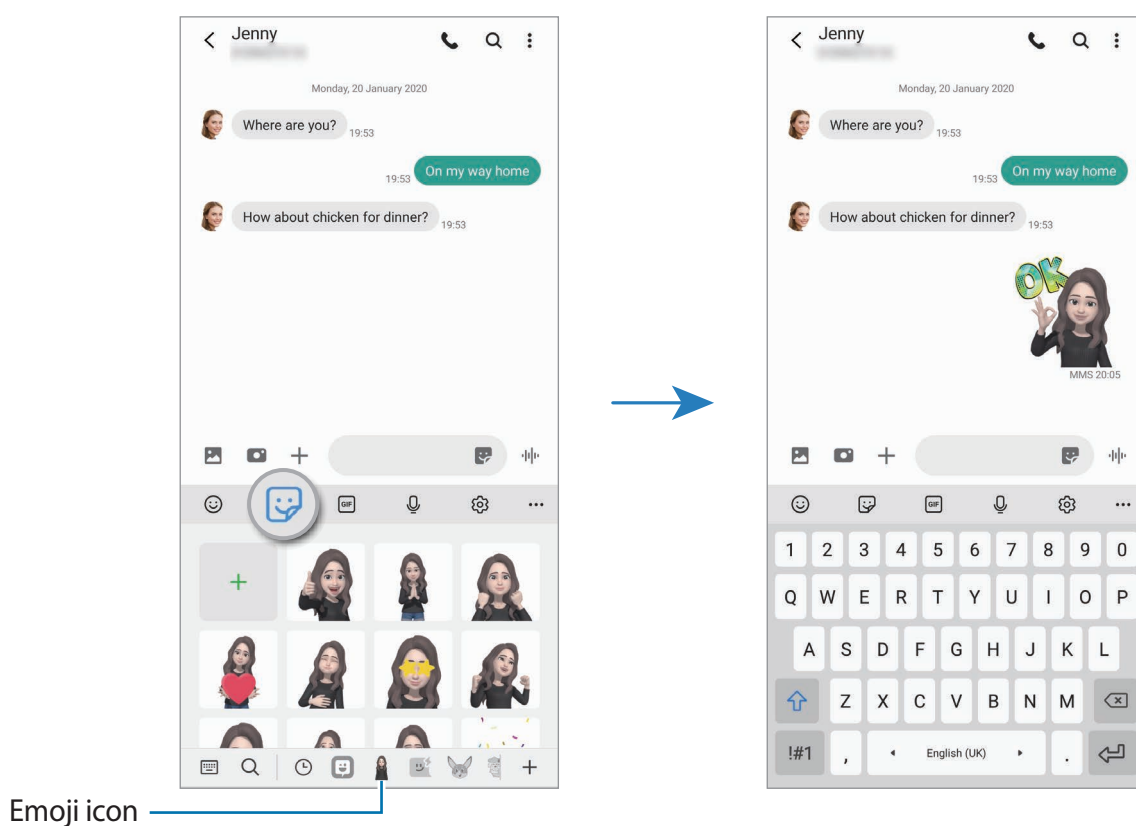 Jenny
Monday, 20 January 2020
Where are you? 19:53
19:53 On my way home
How about chicken for dinner? 19:53
GIF
Emoji icon
Jenny
Monday, 20 January 2020
Where are you? 19:53
19:53 On my way home
How about chicken for dinner? 19:53
OK
MMS 20:05
GIF
1 2 3 4 5 6 7 8 9 0
Q W E R T Y U I O P
A S D F G H J K L
Z X C V B N M
!#1 , English (UK) .